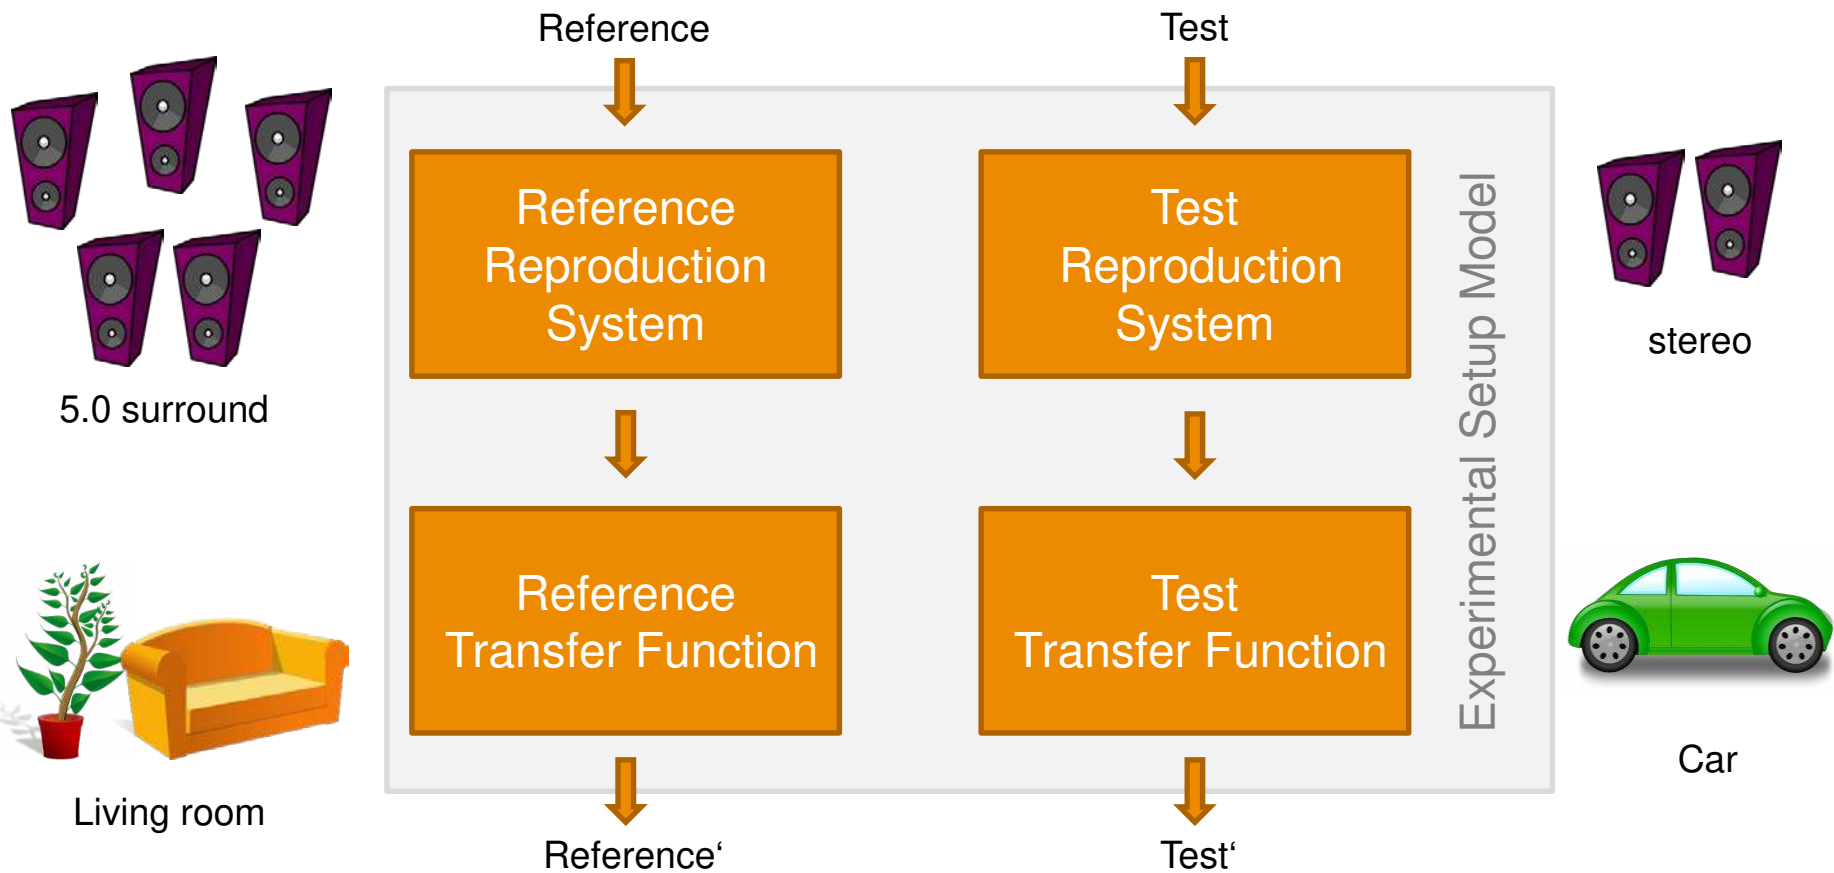 Reference
Test
Reference
Reproduction
System
Test
Reproduction
System
5.0 surround
stereo
Experimental Setup Model
Reference
Transfer Function
Test
Transfer Function
Living room
Car
Reference‘
Test‘